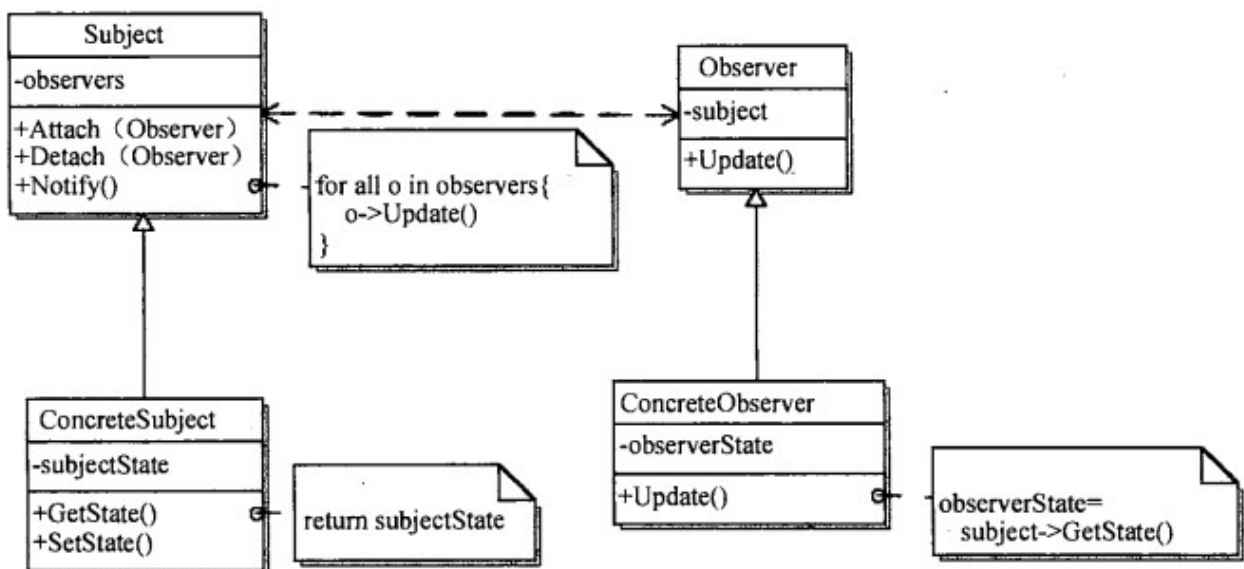 Subject
-observers
+Attach（Observer）
+Detach（Observer）
+Notify()
for all o in observers{
o->Update()
}
Observer
-subject
+Update()
ConcreteSubject
-subjectState
+GetState()
+SetState()
return subjectState
ConcreteObserver
-observerState
+Update()
observerState=
subject->GetState()